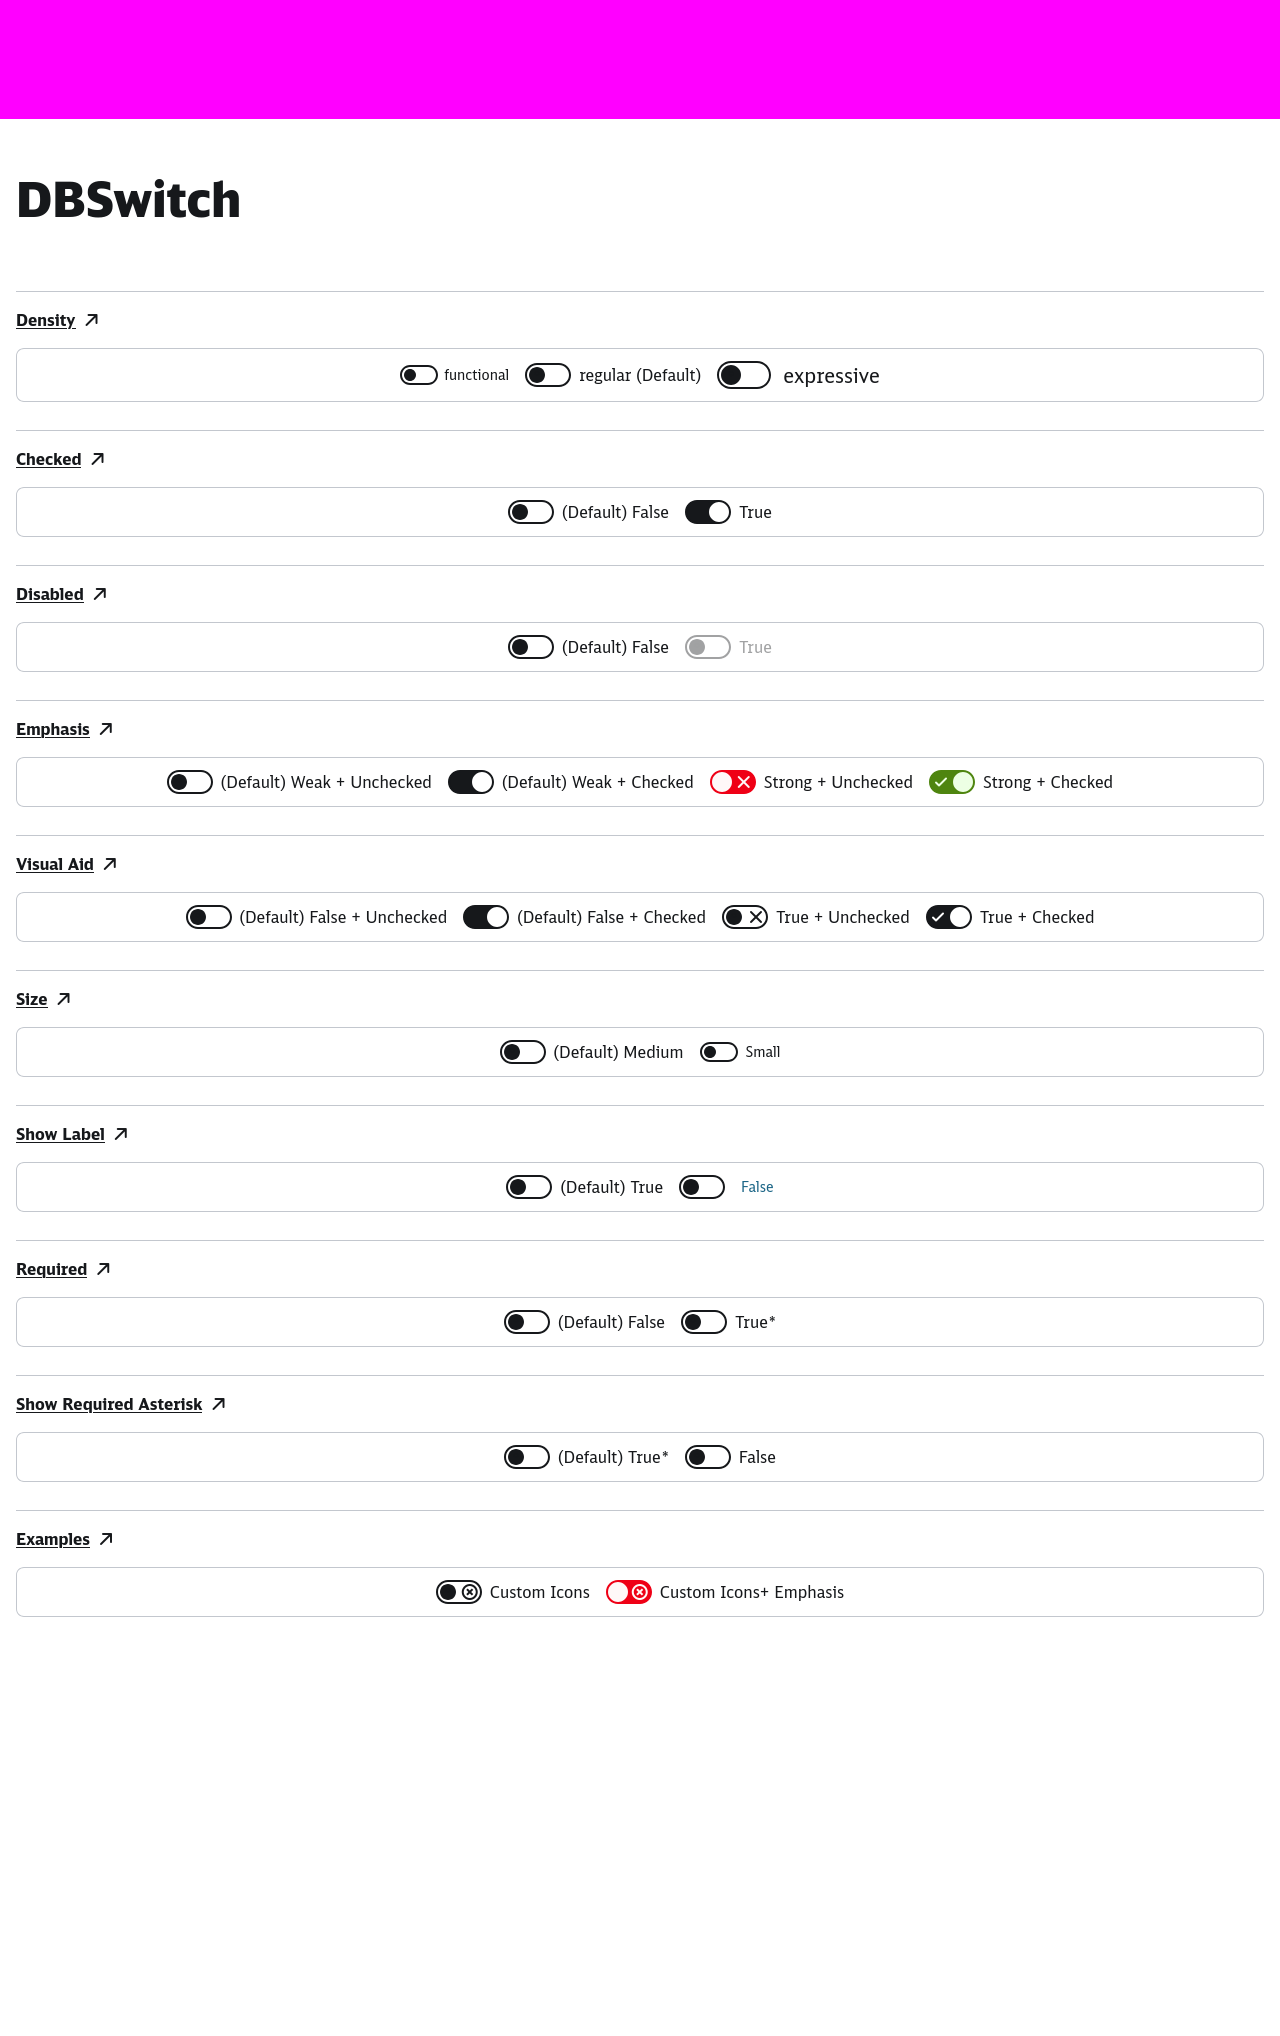 DBSwitch
Density
functional regular (Default) expressive
Checked
(Default) False True
Disabled
(Default) False True
Emphasis
(Default) Weak + Unchecked (Default) Weak + Checked Strong + Unchecked Strong + Checked
Visual Aid
(Default) False + Unchecked (Default) False + Checked True + Unchecked True + Checked
Size
(Default) Medium Small
Show Label
(Default) True False
Required
(Default) False True*
Show Required Asterisk
(Default) True* False
Examples
Custom Icons Custom Icons+ Emphasis